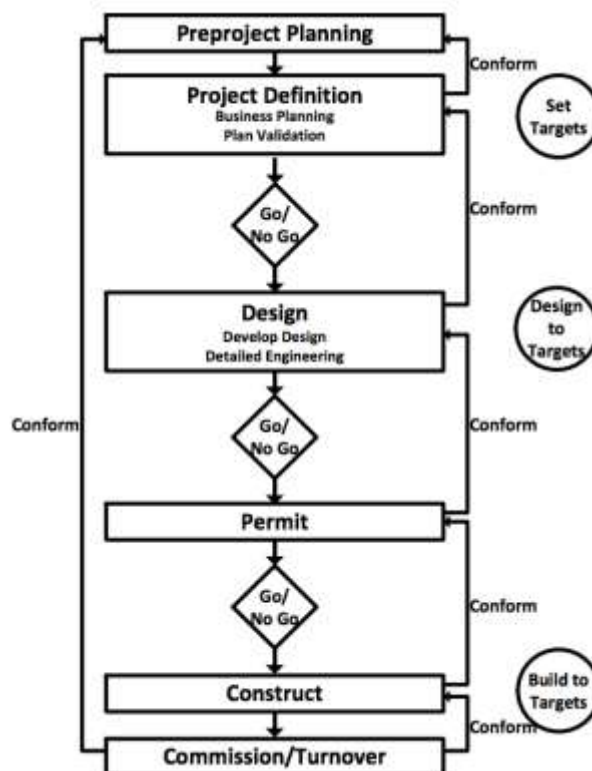 Preproject Planning
Conform
Project Definition
Business Planning
Plan Validation
Set
Targets
Go/
No Go
Conform
Design
Develop Design
Detailed Engineering
Design
to
Targets
Go/
No Go
Conform
Conform
Permit
Go/
No Go
Conform
Construct
Build to
Targets
Conform
Commission/Turnover